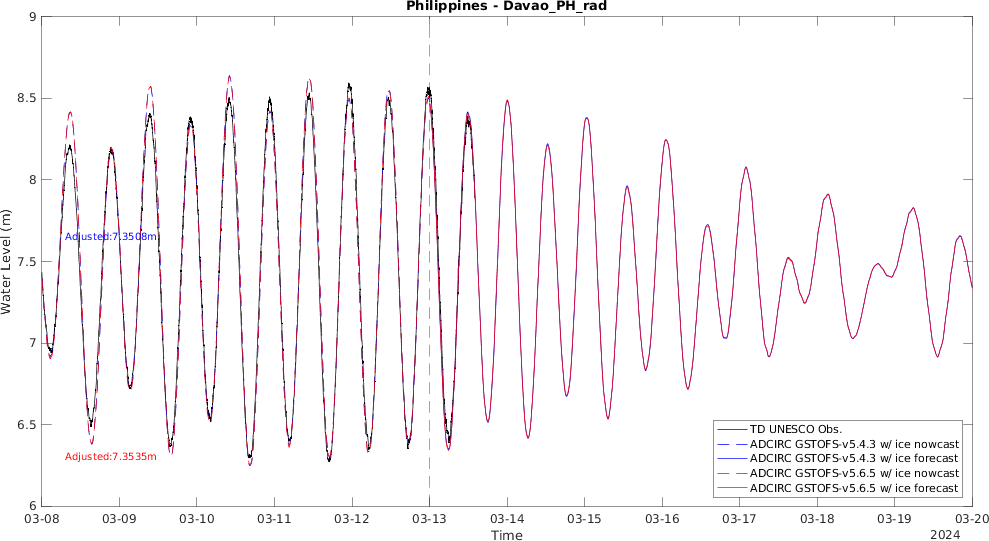 Philippines - Davao_PH_rad
Water Level (m)
9
8.5
8
7.5
7
6.5
6
Adjusted:7.3508m
Adjusted:7.3535m
TD UNESCO Obs.
ADCIRC GSTOFS-v5.4.3 w/ ice nowcast
ADCIRC GSTOFS-v5.4.3 w/ ice forecast
ADCIRC GSTOFS-v5.6.5 w/ ice nowcast
ADCIRC GSTOFS-v5.6.5 w/ ice forecast
03-08 03-09 03-10 03-11 03-12 03-13 03-14 03-15 03-16 03-17 03-18 03-19 03-20
Time
2024